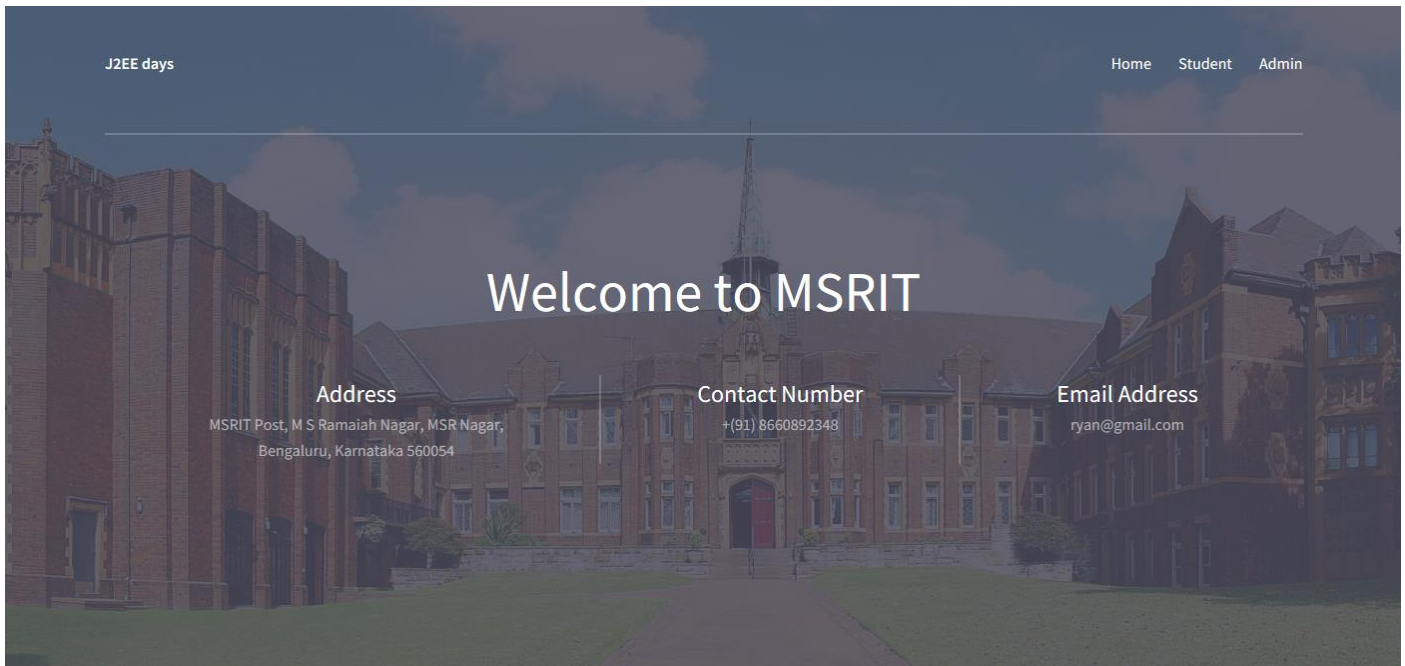 J2EE days
Home Student Admin
Welcome to MSRIT
Address
MSRIT Post, M S Ramaiah Nagar, MSR Nagar,
Bengaluru, Karnataka 560054
Contact Number
+(91) 8660892348
Email Address
ryan@gmail.com